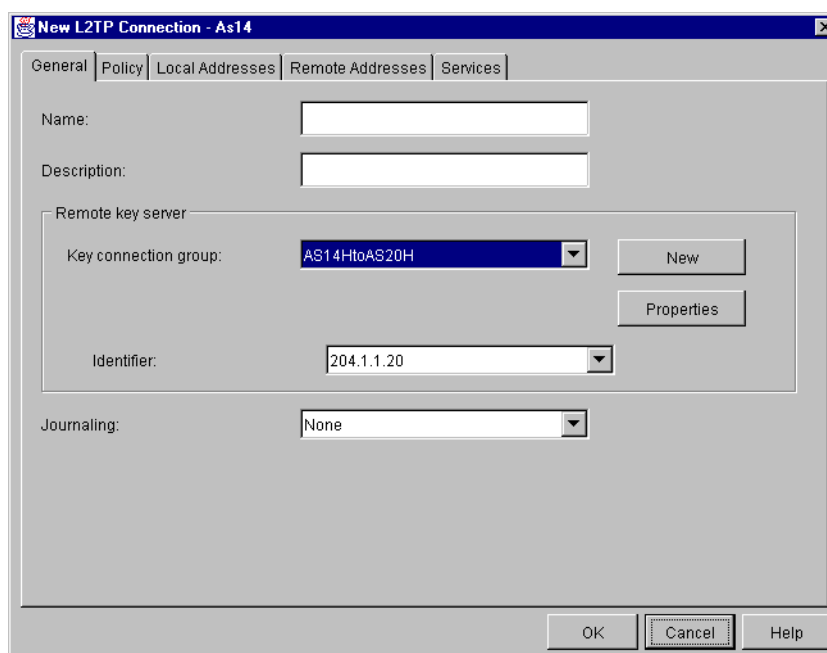 New L2TP Connection - As14
General Policy Local Addresses Remote Addresses Services
Name:
Description:
Remote key server
Key connection group: AS14HtoAS20H New
Properties
Identifier: 204.1.1.20
Journaling: None
OK Cancel Help